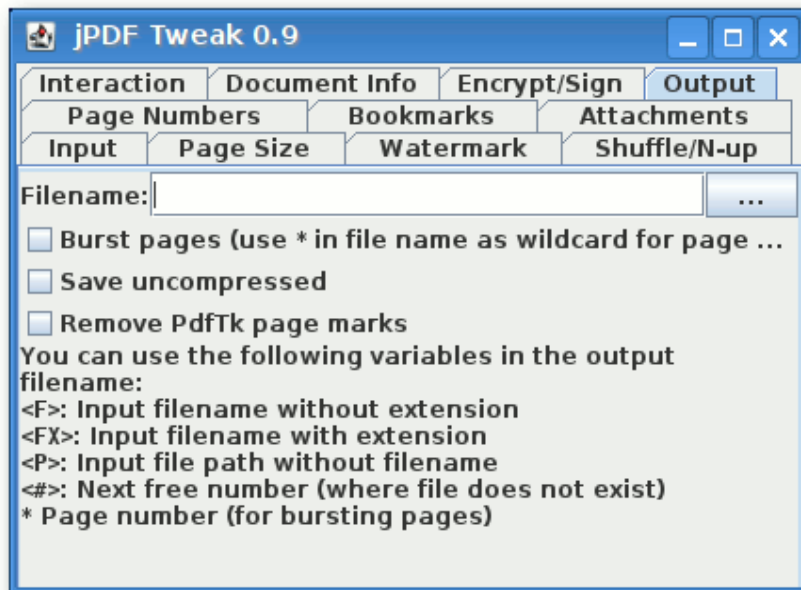 jPDF Tweak 0.9
Interaction Document Info Encrypt/Sign Output
Page Numbers Bookmarks Attachments
Input Page Size Watermark Shuffle/N-up
Filename: ...
Burst pages (use * in file name as wildcard for page ...
Save uncompressed
Remove PdfTk page marks
You can use the following variables in the output
filename:
<F>: Input filename without extension
<FX>: Input filename with extension
<P>: Input file path without filename
<#>: Next free number (where file does not exist)
* Page number (for bursting pages)